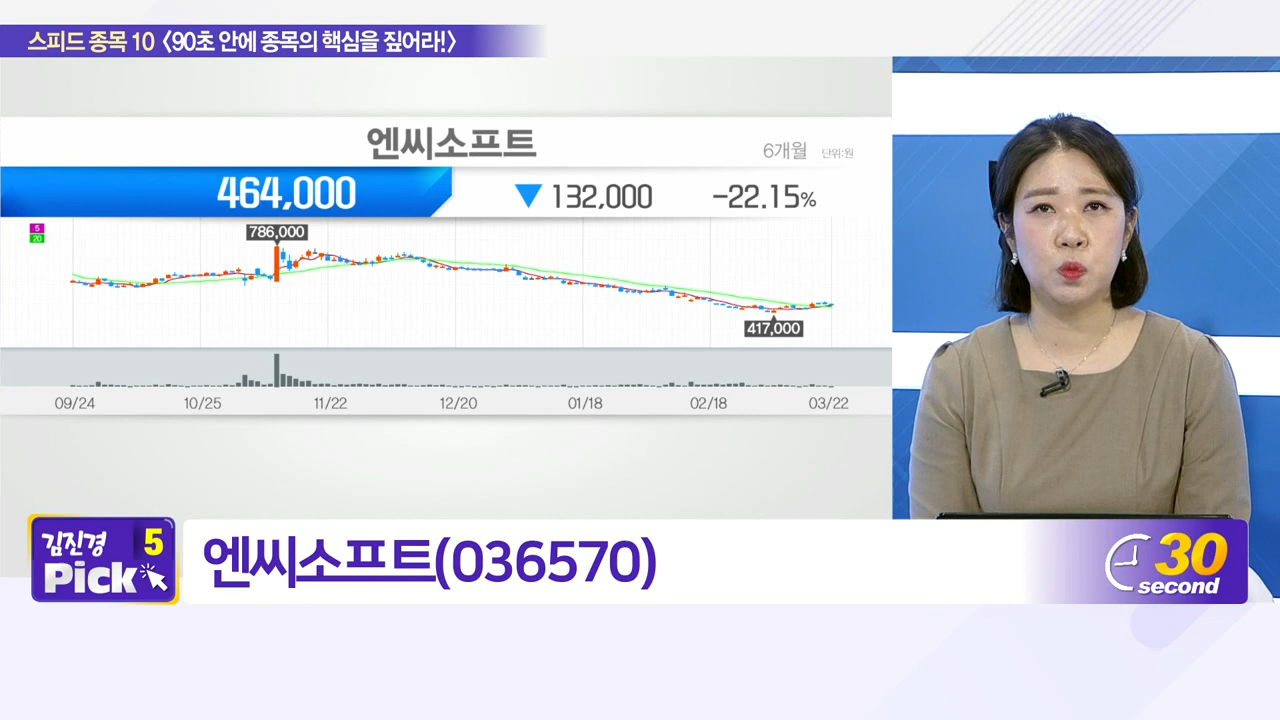 스피드 종목 10 〈90초 안에 종목의 핵심을 짚어라!〉
엔씨소프트
6개월 단위:원
464,000 ▼ 132,000 -22.15%
5
20
786,000
417,000
09/24 10/25 11/22 12/20 01/18 02/18 03/22
김진경 5
Pick
엔씨소프트(036570)
30
second